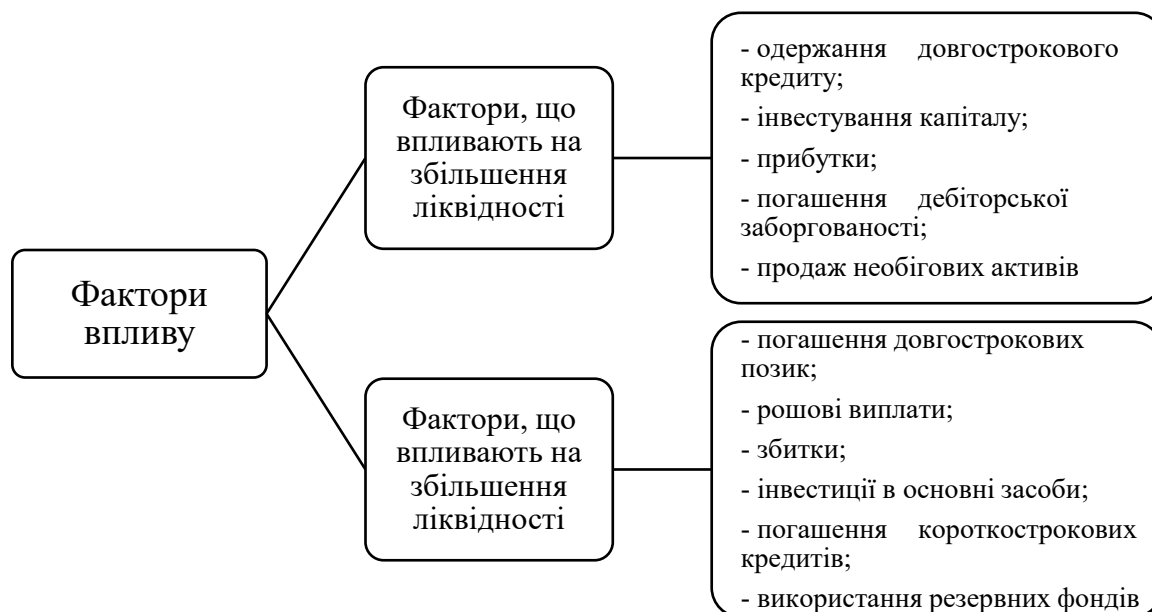 Фактори
впливу
Фактори, що
впливають на
збільшення
ліквідності
- одержання довгострокового
кредиту;
- інвестування капіталу;
- прибутки;
- погашення дебіторської
заборгованості;
- продаж необігових активів
Фактори, що
впливають на
збільшення
ліквідності
- погашення довгострокових
позик;
- рошові виплати;
- збитки;
- інвестиції в основні засоби;
- погашення короткострокових
кредитів;
- використання резервних фондів